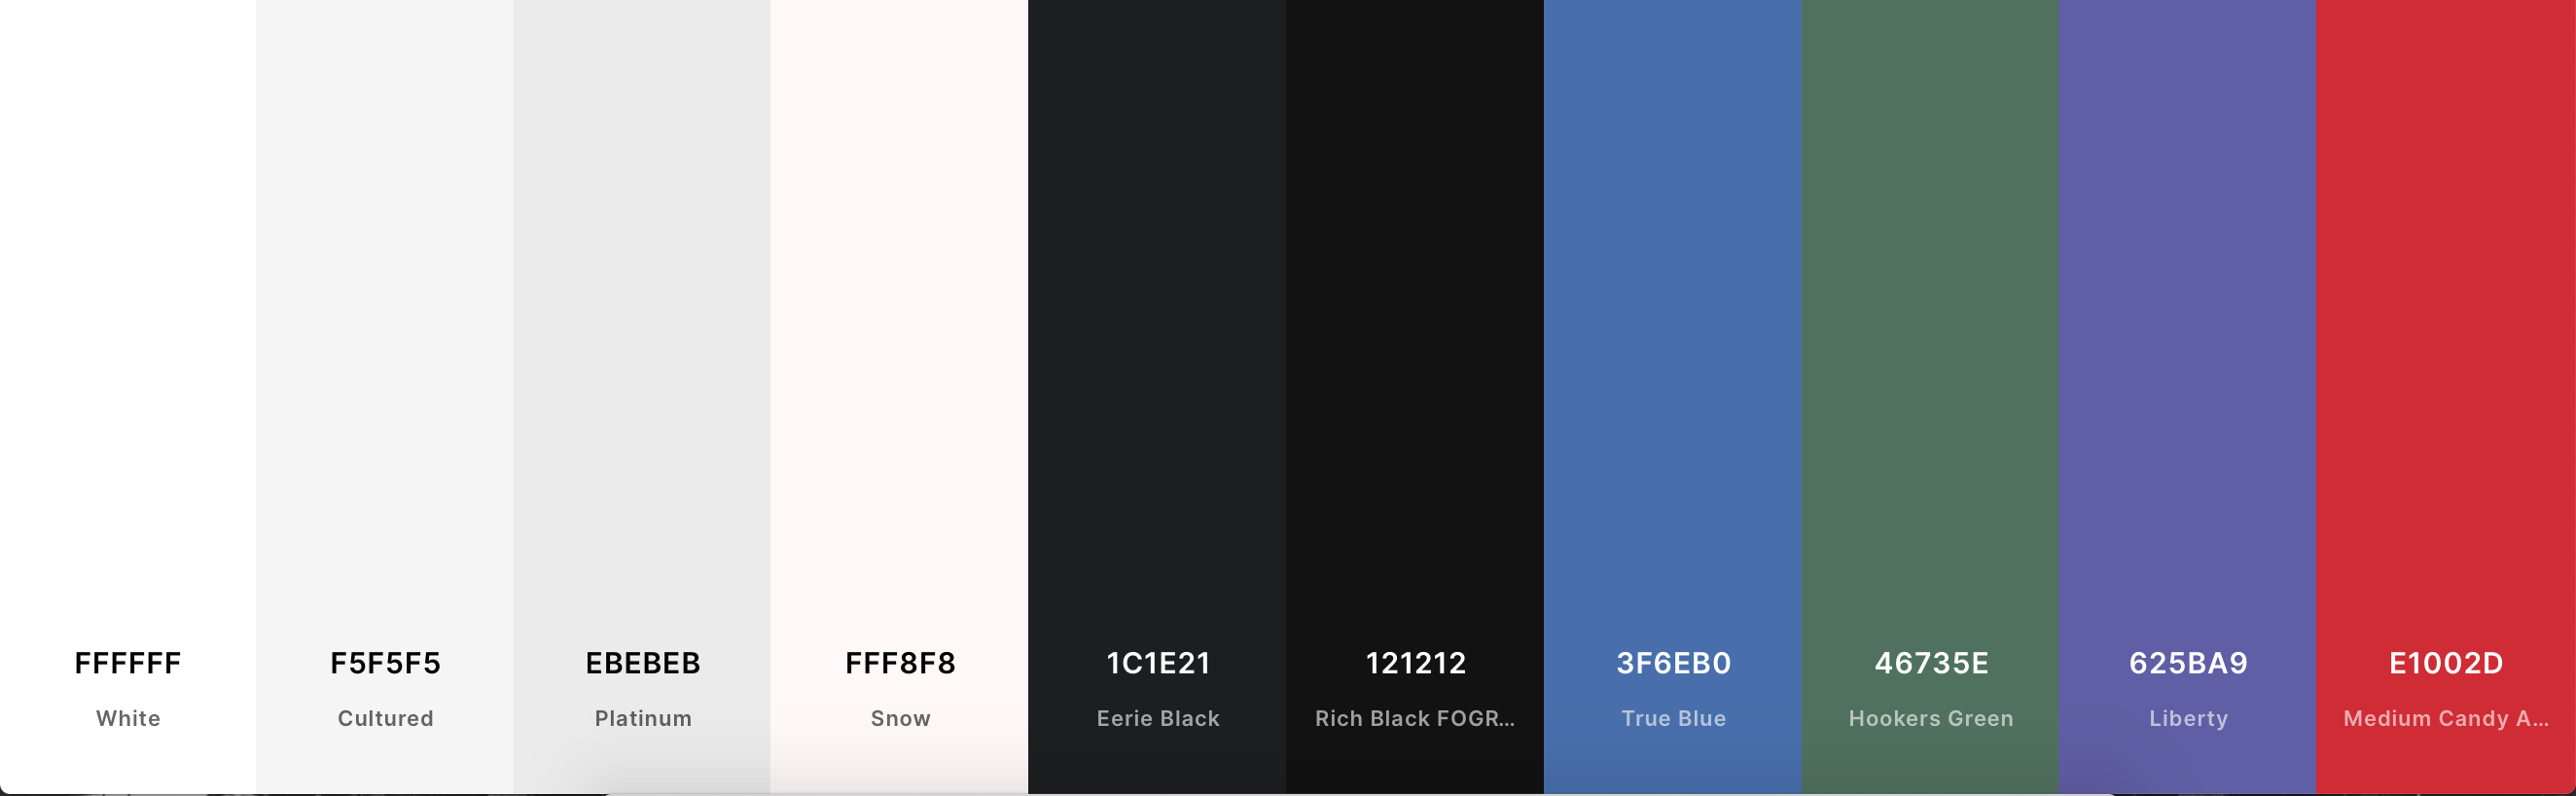 FFFFFF
White
F5F5F5
Cultured
EBEBEB
Platinum
FFF8F8
Snow
1C1E21
Eerie Black
121212
Rich Black FOGR...
3F6EB0
True Blue
46735E
Hookers Green
625BA9
Liberty
E1002D
Medium Candy A...